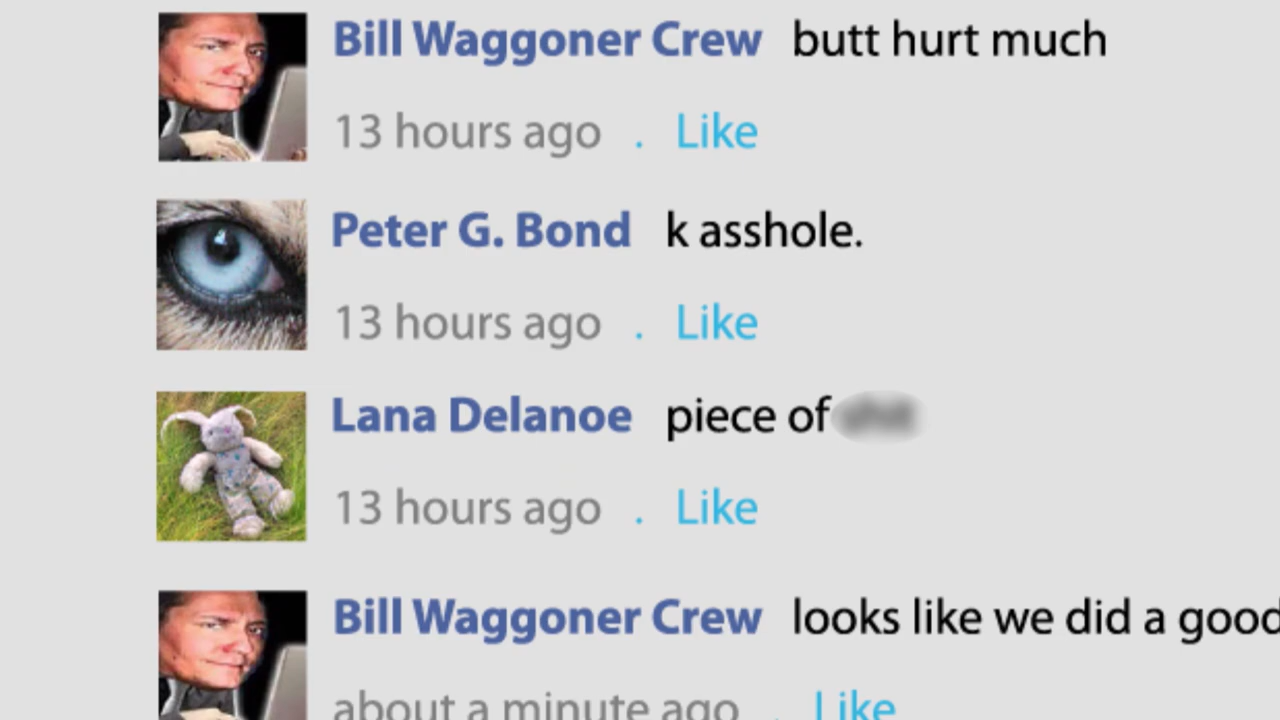 Bill Waggoner Crew butt hurt much
13 hours ago . Like
Peter G. Bond k asshole.
13 hours ago . Like
Lana Delanoe piece of
13 hours ago . Like
Bill Waggoner Crew looks like we did a good
about a minute ago . Like